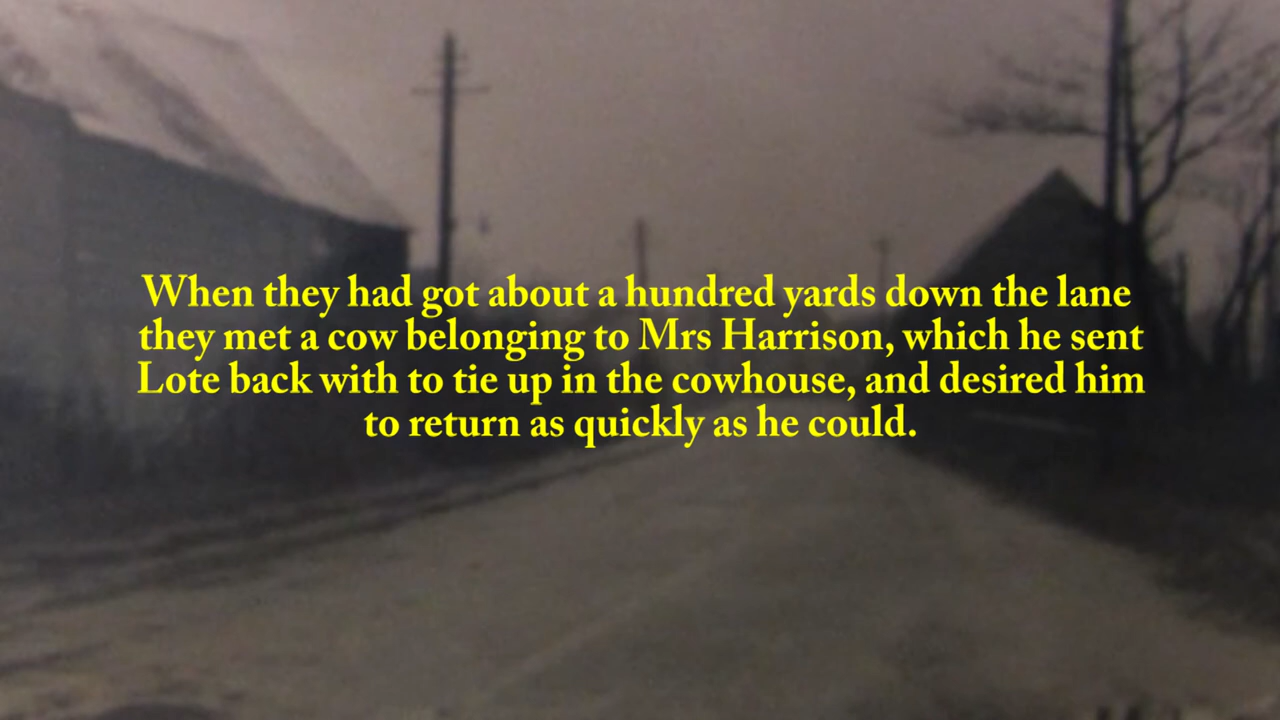 When they had got about a hundred yards down the lane
they met a cow belonging to Mrs Harrison, which he sent
Lote back with to tie up in the cowhouse, and desired him
to return as quickly as he could.